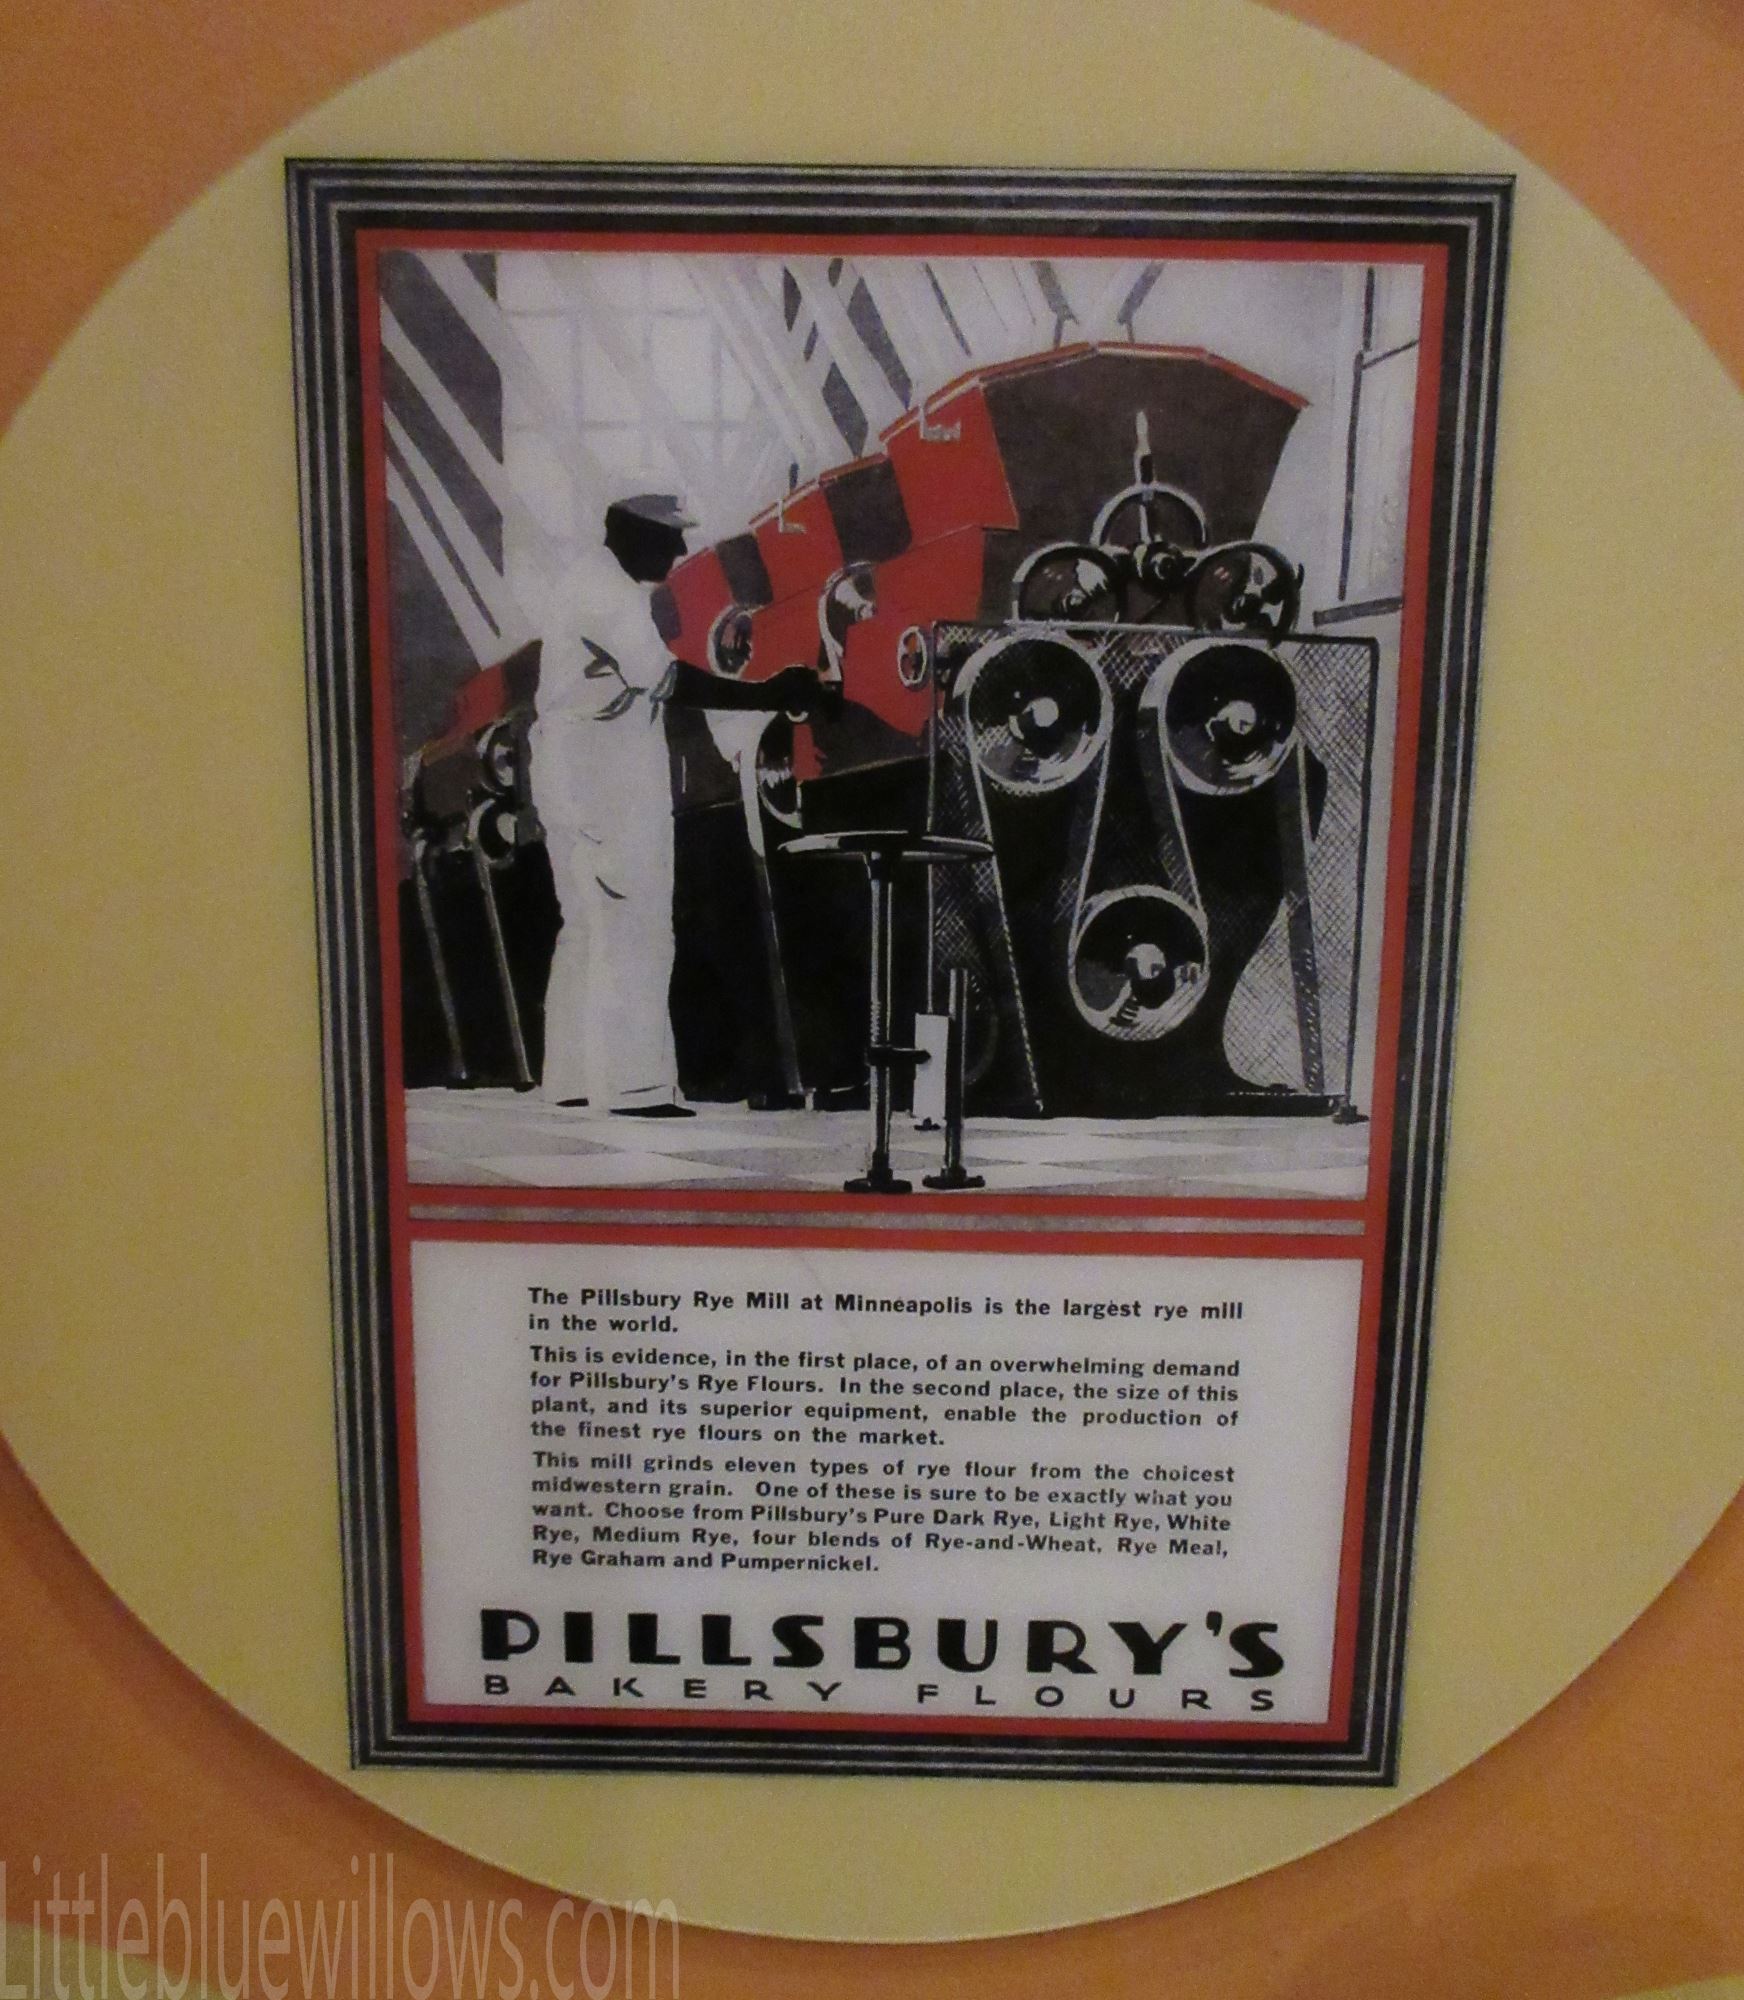 The Pillsbury Rye Mill at Minneapolis is the largest rye mill
in the world.
This is evidence, in the first place, of an overwhelming demand
for Pillsbury's Rye Flours. In the second place, the size of this
plant, and its superior equipment, enable the production of
the finest rye flours on the market.
This mill grinds eleven types of rye flour from the choicest
midwestern grain. One of these is sure to be exactly what you
want. Choose from Pillsbury's Pure Dark Rye, Light Rye, White
Rye, Medium Rye, four blends of Rye-and-Wheat, Rye Meal,
Rye Graham and Pumpernickel.
PILLSBURY'S
BAKERY FLOURS
Littlebluewillows.com